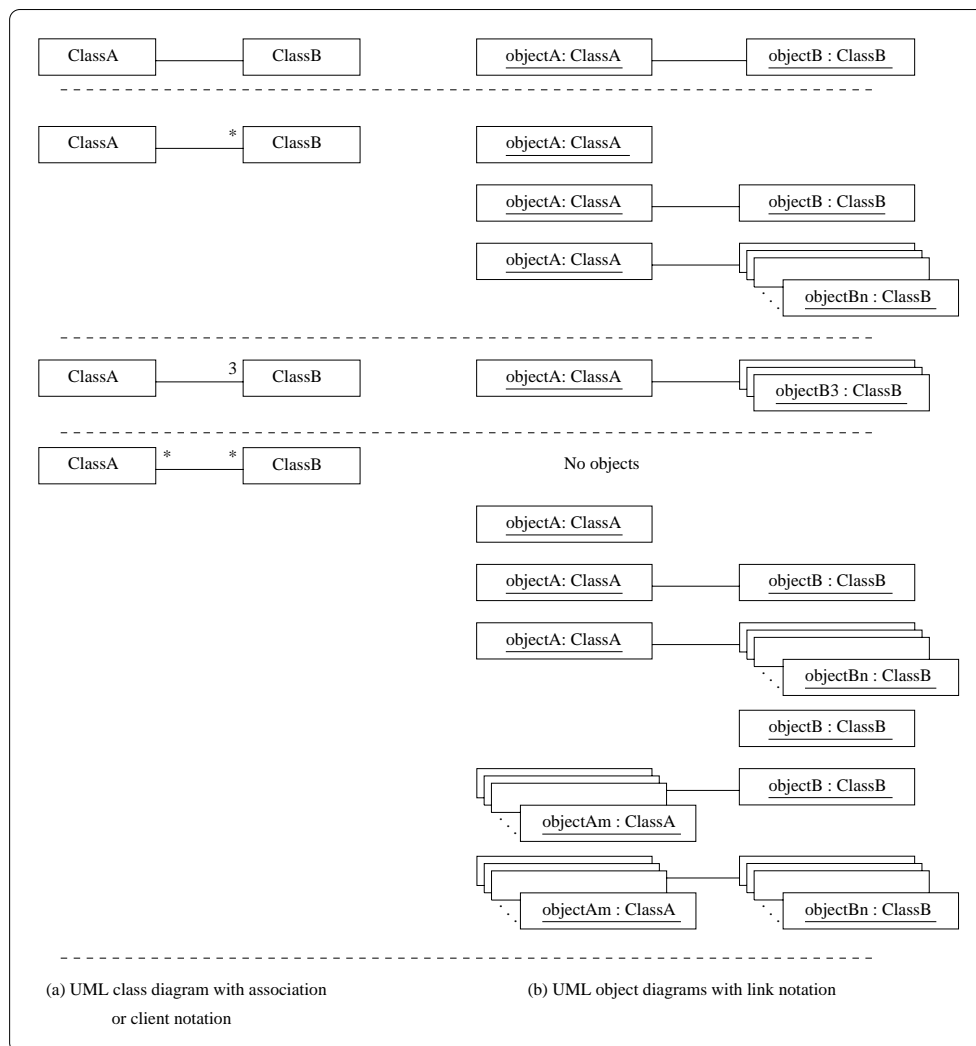 ClassA ClassB objectA: ClassA objectB : ClassB
ClassA * ClassB objectA: ClassA
objectA: ClassA objectB : ClassB
objectA: ClassA
. . . objectBn : ClassB
ClassA 3 ClassB objectA: ClassA
objectB3 : ClassB
ClassA * * ClassB No objects
objectA: ClassA
objectA: ClassA objectB : ClassB
objectA: ClassA
. . . objectBn : ClassB
objectB : ClassB
objectB : ClassB
. . . objectAm : ClassA
. . . objectAm : ClassA . . . objectBn : ClassB
(a) UML class diagram with association (b) UML object diagrams with link notation
or client notation